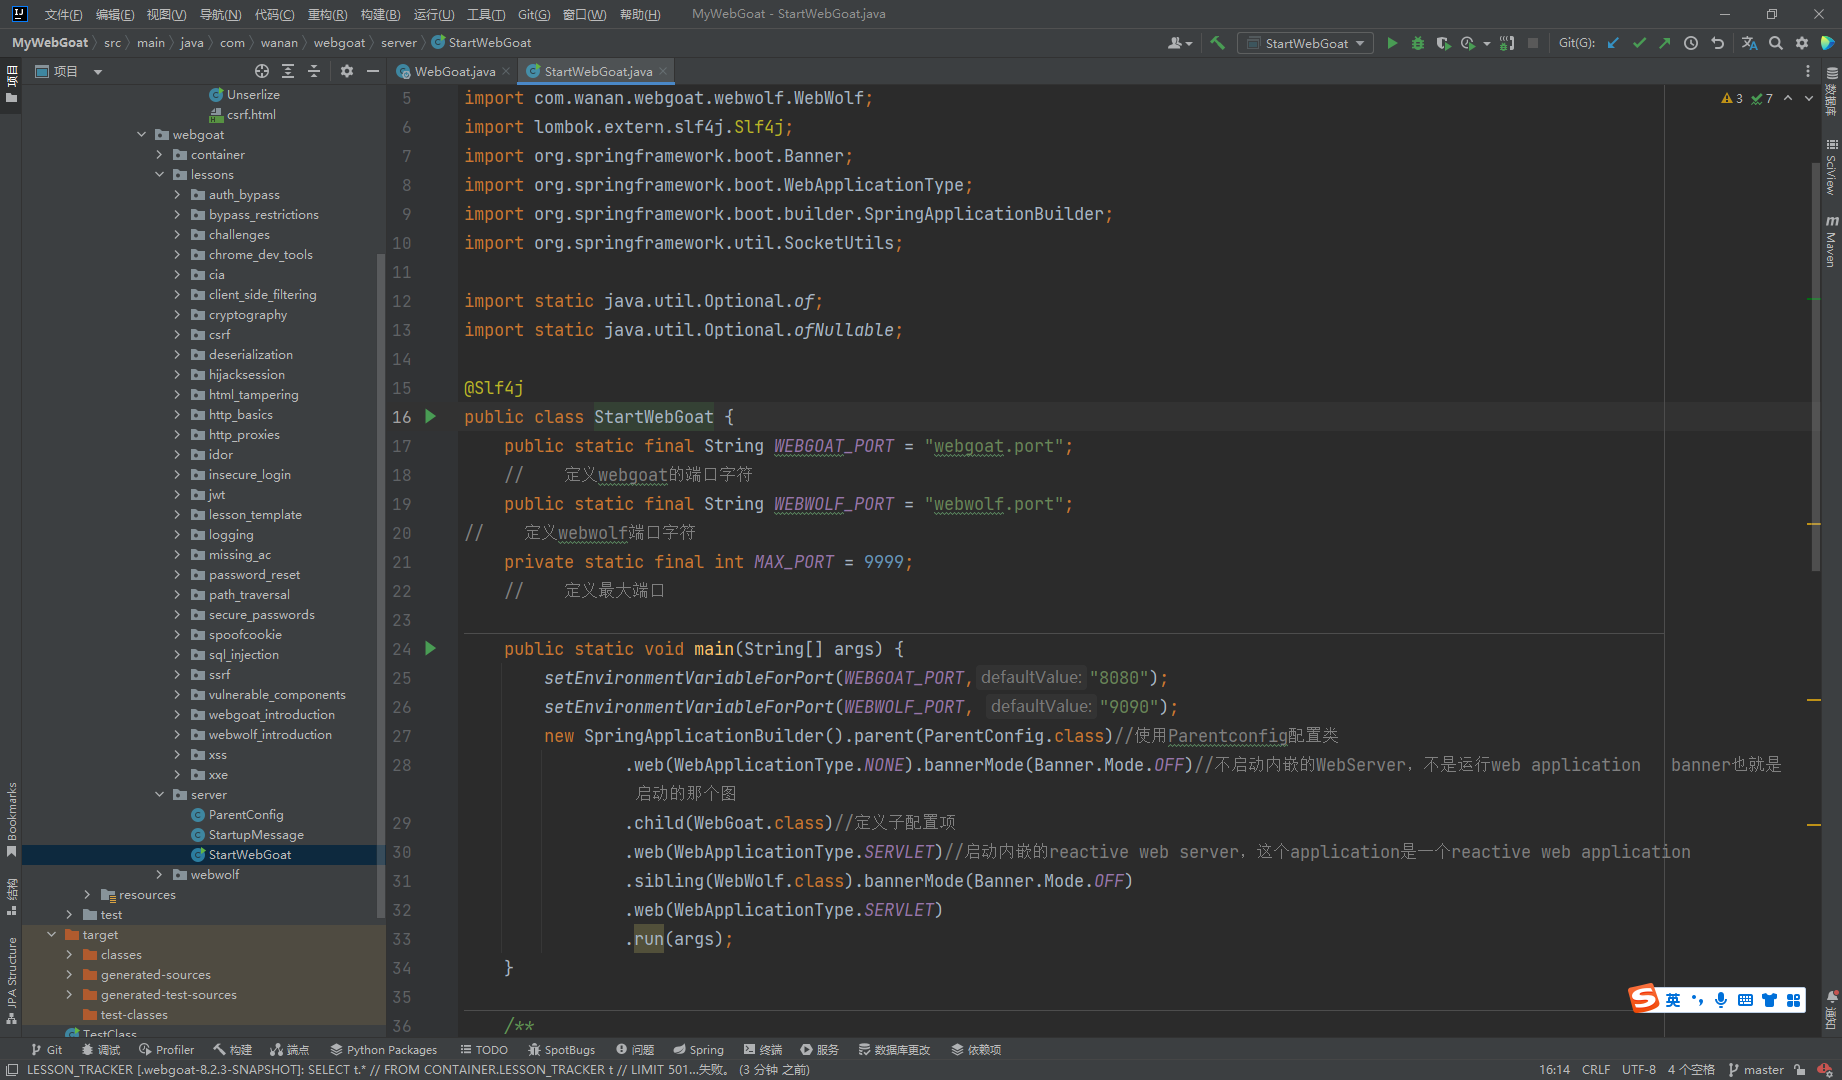 文件(F) 编辑(E) 视图(V) 导航(N) 代码(C) 重构(R) 构建(B) 运行(U) 工具(T) Git(G) 窗口(W) 帮助(H) MyWebGoat - StartWebGoat.java
MyWebGoat src main java com wanan webgoat server StartWebGoat
StartWebGoat
Git(G):
项目
WebGoat.java
StartWebGoat.java
项目
Bookmarks
结构
JPA Structure
Unserlize
csrf.html
webgoat
container
lessons
auth_bypass
bypass_restrictions
challenges
chrome_dev_tools
cia
client_side_filtering
cryptography
csrf
deserialization
hijacksession
html_tampering
http_basics
http_proxies
idor
insecure_login
jwt
lesson_template
logging
missing_ac
password_reset
path_traversal
secure_passwords
spoofcookie
sql_injection
ssrf
vulnerable_components
webgoat_introduction
webwolf_introduction
xss
xxe
server
ParentConfig
StartupMessage
StartWebGoat
webwolf
resources
test
target
classes
generated-sources
generated-test-sources
test-classes
TestClass
3 7
5 import com.wanan.webgoat.webwolf.WebWolf;
6 import lombok.extern.slf4j.Slf4j;
7 import org.springframework.boot.Banner;
8 import org.springframework.boot.WebApplicationType;
9 import org.springframework.boot.builder.SpringApplicationBuilder;
10 import org.springframework.util.SocketUtils;
11
12 import static java.util.Optional.of;
13 import static java.util.Optional.ofNullable;
14
15 @Slf4j
16 public class StartWebGoat {
17 public static final String WEBGOAT_PORT = "webgoat.port";
18 // 定义webgoat的端口字符
19 public static final String WEBWOLF_PORT = "webwolf.port";
20 // 定义webwolf端口字符
21 private static final int MAX_PORT = 9999;
22 // 定义最大端口
23
24 public static void main(String[] args) {
25 setEnvironmentVariableForPort(WEBGOAT_PORT, defaultValue: "8080");
26 setEnvironmentVariableForPort(WEBWOLF_PORT, defaultValue: "9090");
27 new SpringApplicationBuilder().parent(ParentConfig.class)//使用Parentconfig配置类
28 .web(WebApplicationType.NONE).bannerMode(Banner.Mode.OFF)//不启动内嵌的WebServer，不是运行web application banner也就是
启动的那个图
29 .child(WebGoat.class)//定义子配置项
30 .web(WebApplicationType.SERVLET)//启动内嵌的reactive web server，这个application是一个reactive web application
31 .sibling(WebWolf.class).bannerMode(Banner.Mode.OFF)
32 .web(WebApplicationType.SERVLET)
33 .run(args);
34 }
35
36 /**
数据库
SciView
m Maven
通知
英
Git 调试 Profiler 构建 端点 Python Packages TODO SpotBugs 问题 Spring 终端 服务 数据库更改 依赖项
LESSON_TRACKER [.webgoat-8.2.3-SNAPSHOT]: SELECT t.* // FROM CONTAINER.LESSON_TRACKER t // LIMIT 501...失败。 (3 分钟 之前) 16:14 CRLF UTF-8 4 个空格 master